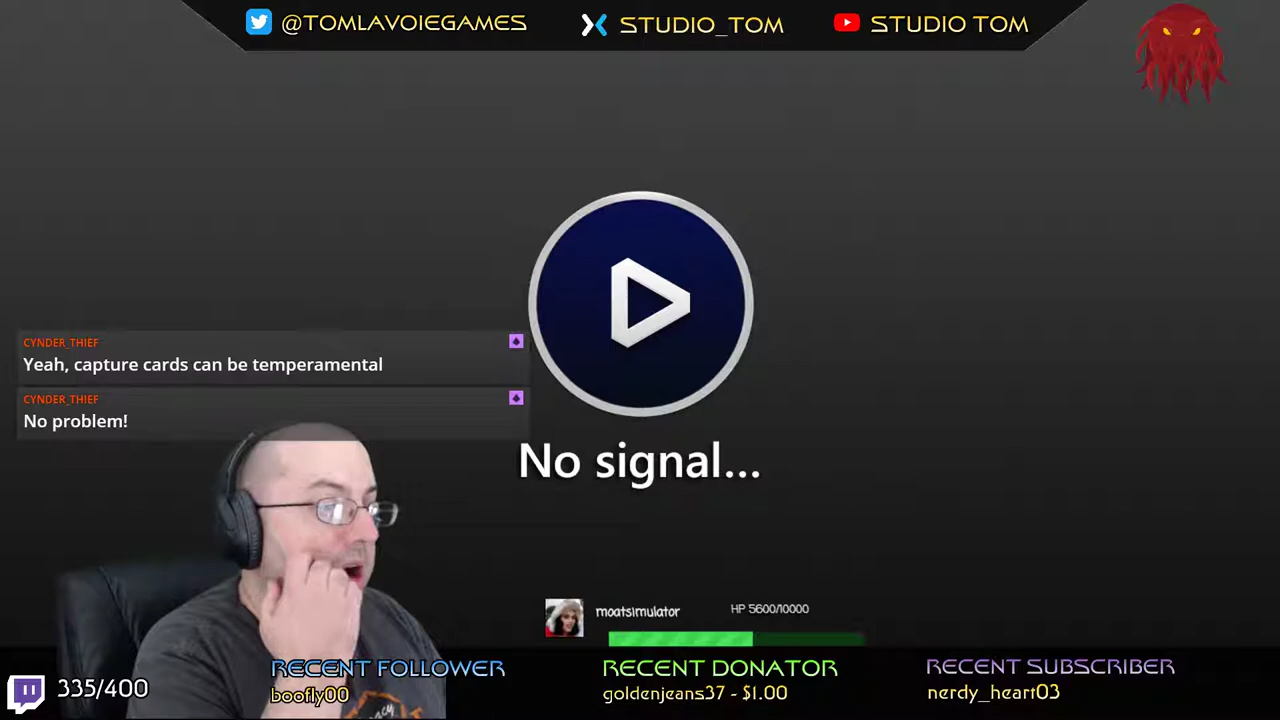 @TOMLAVOIEGAMES
STUDIO_TOM
STUDIO TOM
CYNDER_THIEF
Yeah, capture cards can be temperamental
CYNDER_THIEF
No problem!
No signal...
moatsimulator
HP 5600/10000
RECENT FOLLOWER
boofly00
RECENT DONATOR
goldenjeans37 - $1.00
RECENT SUBSCRIBER
nerdy_heart03
335/400